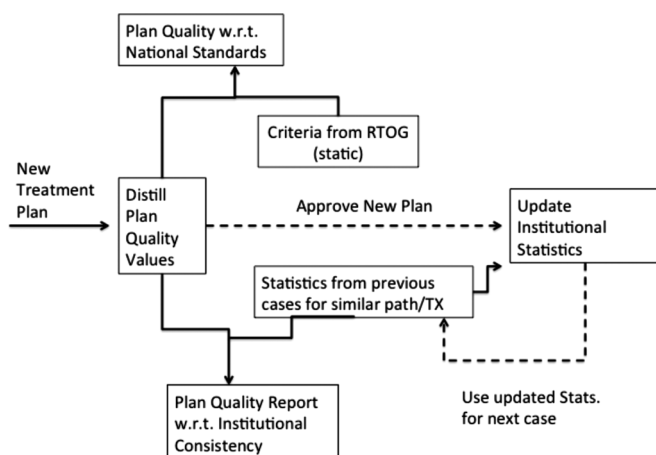 Plan Quality w.r.t.
National Standards
Criteria from RTOG
(static)
New
Treatment
Plan
Distill
Plan
Quality
Values
Approve New Plan
Update
Institutional
Statistics
Statistics from previous
cases for similar path/TX
Plan Quality Report
w.r.t. Institutional
Consistency
Use updated Stats.
for next case